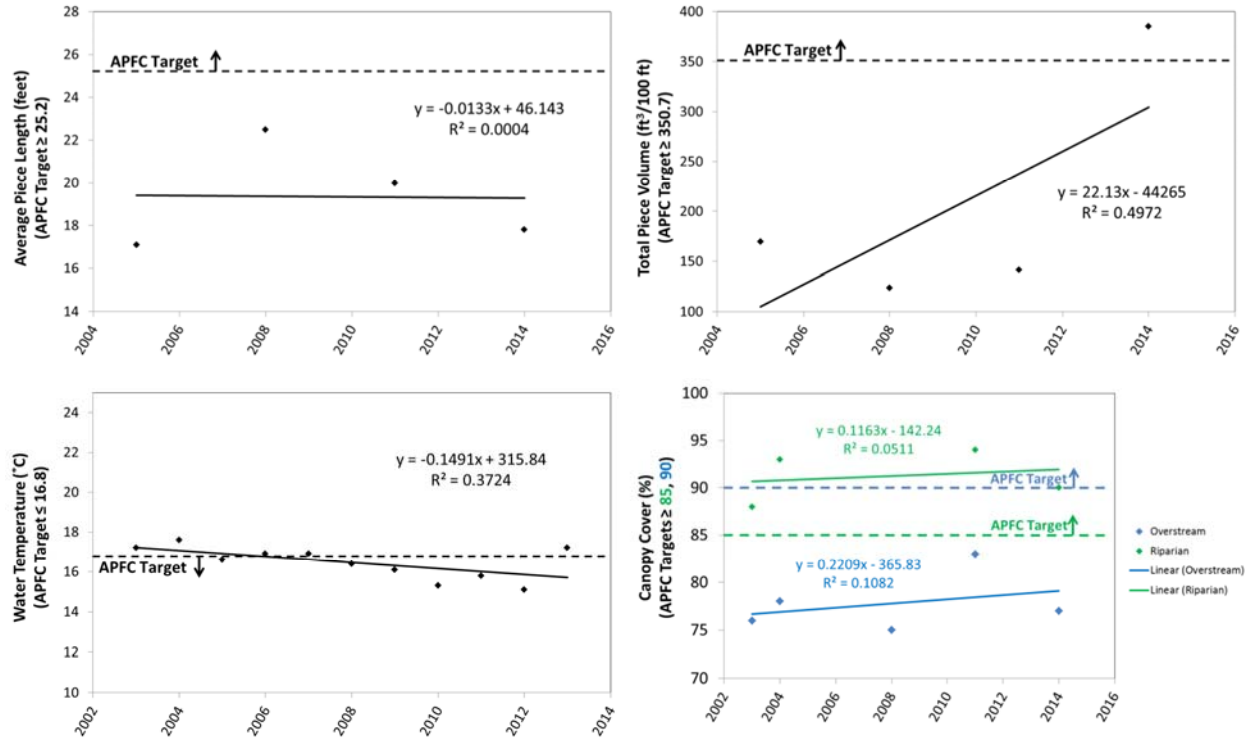 Average Piece Length (feet)
(APFC Target ≥ 25.2)
28
26
24
22
20
18
16
14
APFC Target
y = -0.0133x + 46.143
R² = 0.0004
2004
2006
2008
2010
2012
2014
2016
Total Piece Volume (ft³/100 ft)
(APFC Target ≥ 350.7)
400
350
300
250
200
150
100
APFC Target
y = 22.13x - 44265
R² = 0.4972
2004
2006
2008
2010
2012
2014
2016
Water Temperature (˚C)
(APFC Target ≤ 16.8)
24
22
20
18
16
14
12
10
y = -0.1491x + 315.84
R² = 0.3724
APFC Target
2002
2004
2006
2008
2010
2012
2014
Canopy Cover (%)
(APFC Targets ≥ 85, 90)
100
95
90
85
80
75
70
y = 0.1163x - 142.24
R² = 0.0511
APFC Target
APFC Target
y = 0.2209x - 365.83
R² = 0.1082
2002
2004
2006
2008
2010
2012
2014
2016
Overstream
Riparian
Linear (Overstream)
Linear (Riparian)